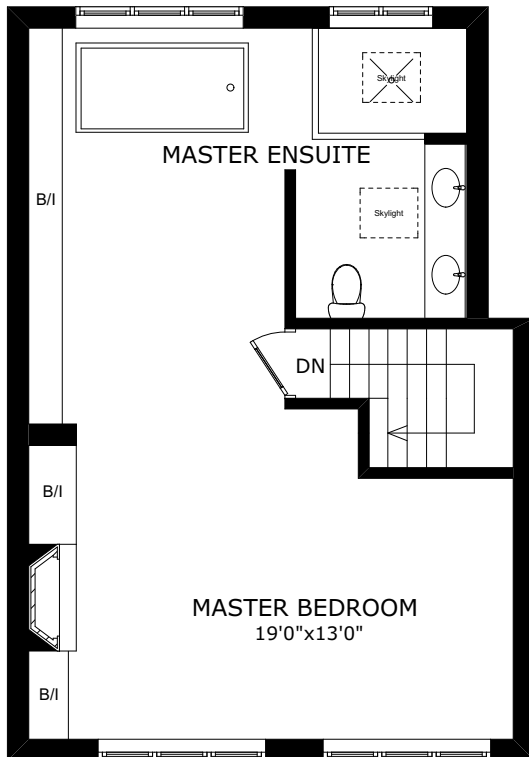 Skylight
MASTER ENSUITE
B/I
Skylight
DN
B/I
MASTER BEDROOM
19'0"x13'0"
B/I